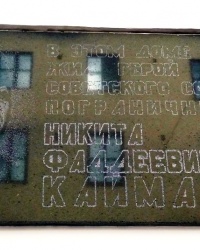 В ЭТОМ ДОМЕ
ЖИЛ ГЕРОЙ
СОВЕТСКОГО СО
ПОГРАНИЧН
НИКИТА
ФАДДЕЕВИ
КАЙМА